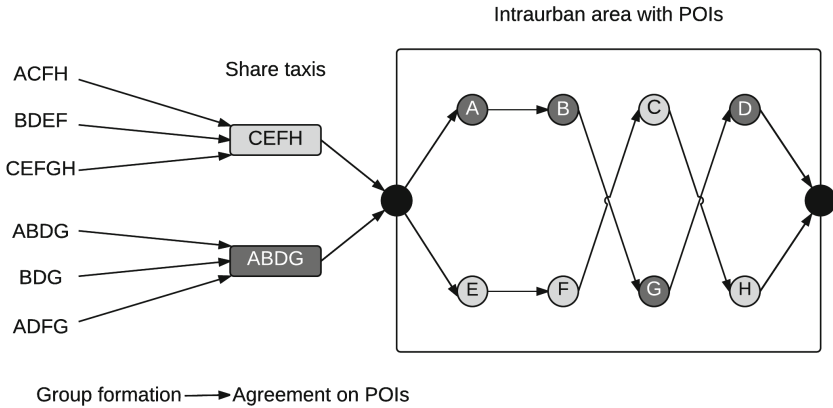 Intraurban area with POIs
Share taxis
ACFH
BDEF
CEFGH
CEFH
ABDG
BDG
ADFG
ABDG
A
B
C
D
E
F
G
H
Group formation
Agreement on POIs